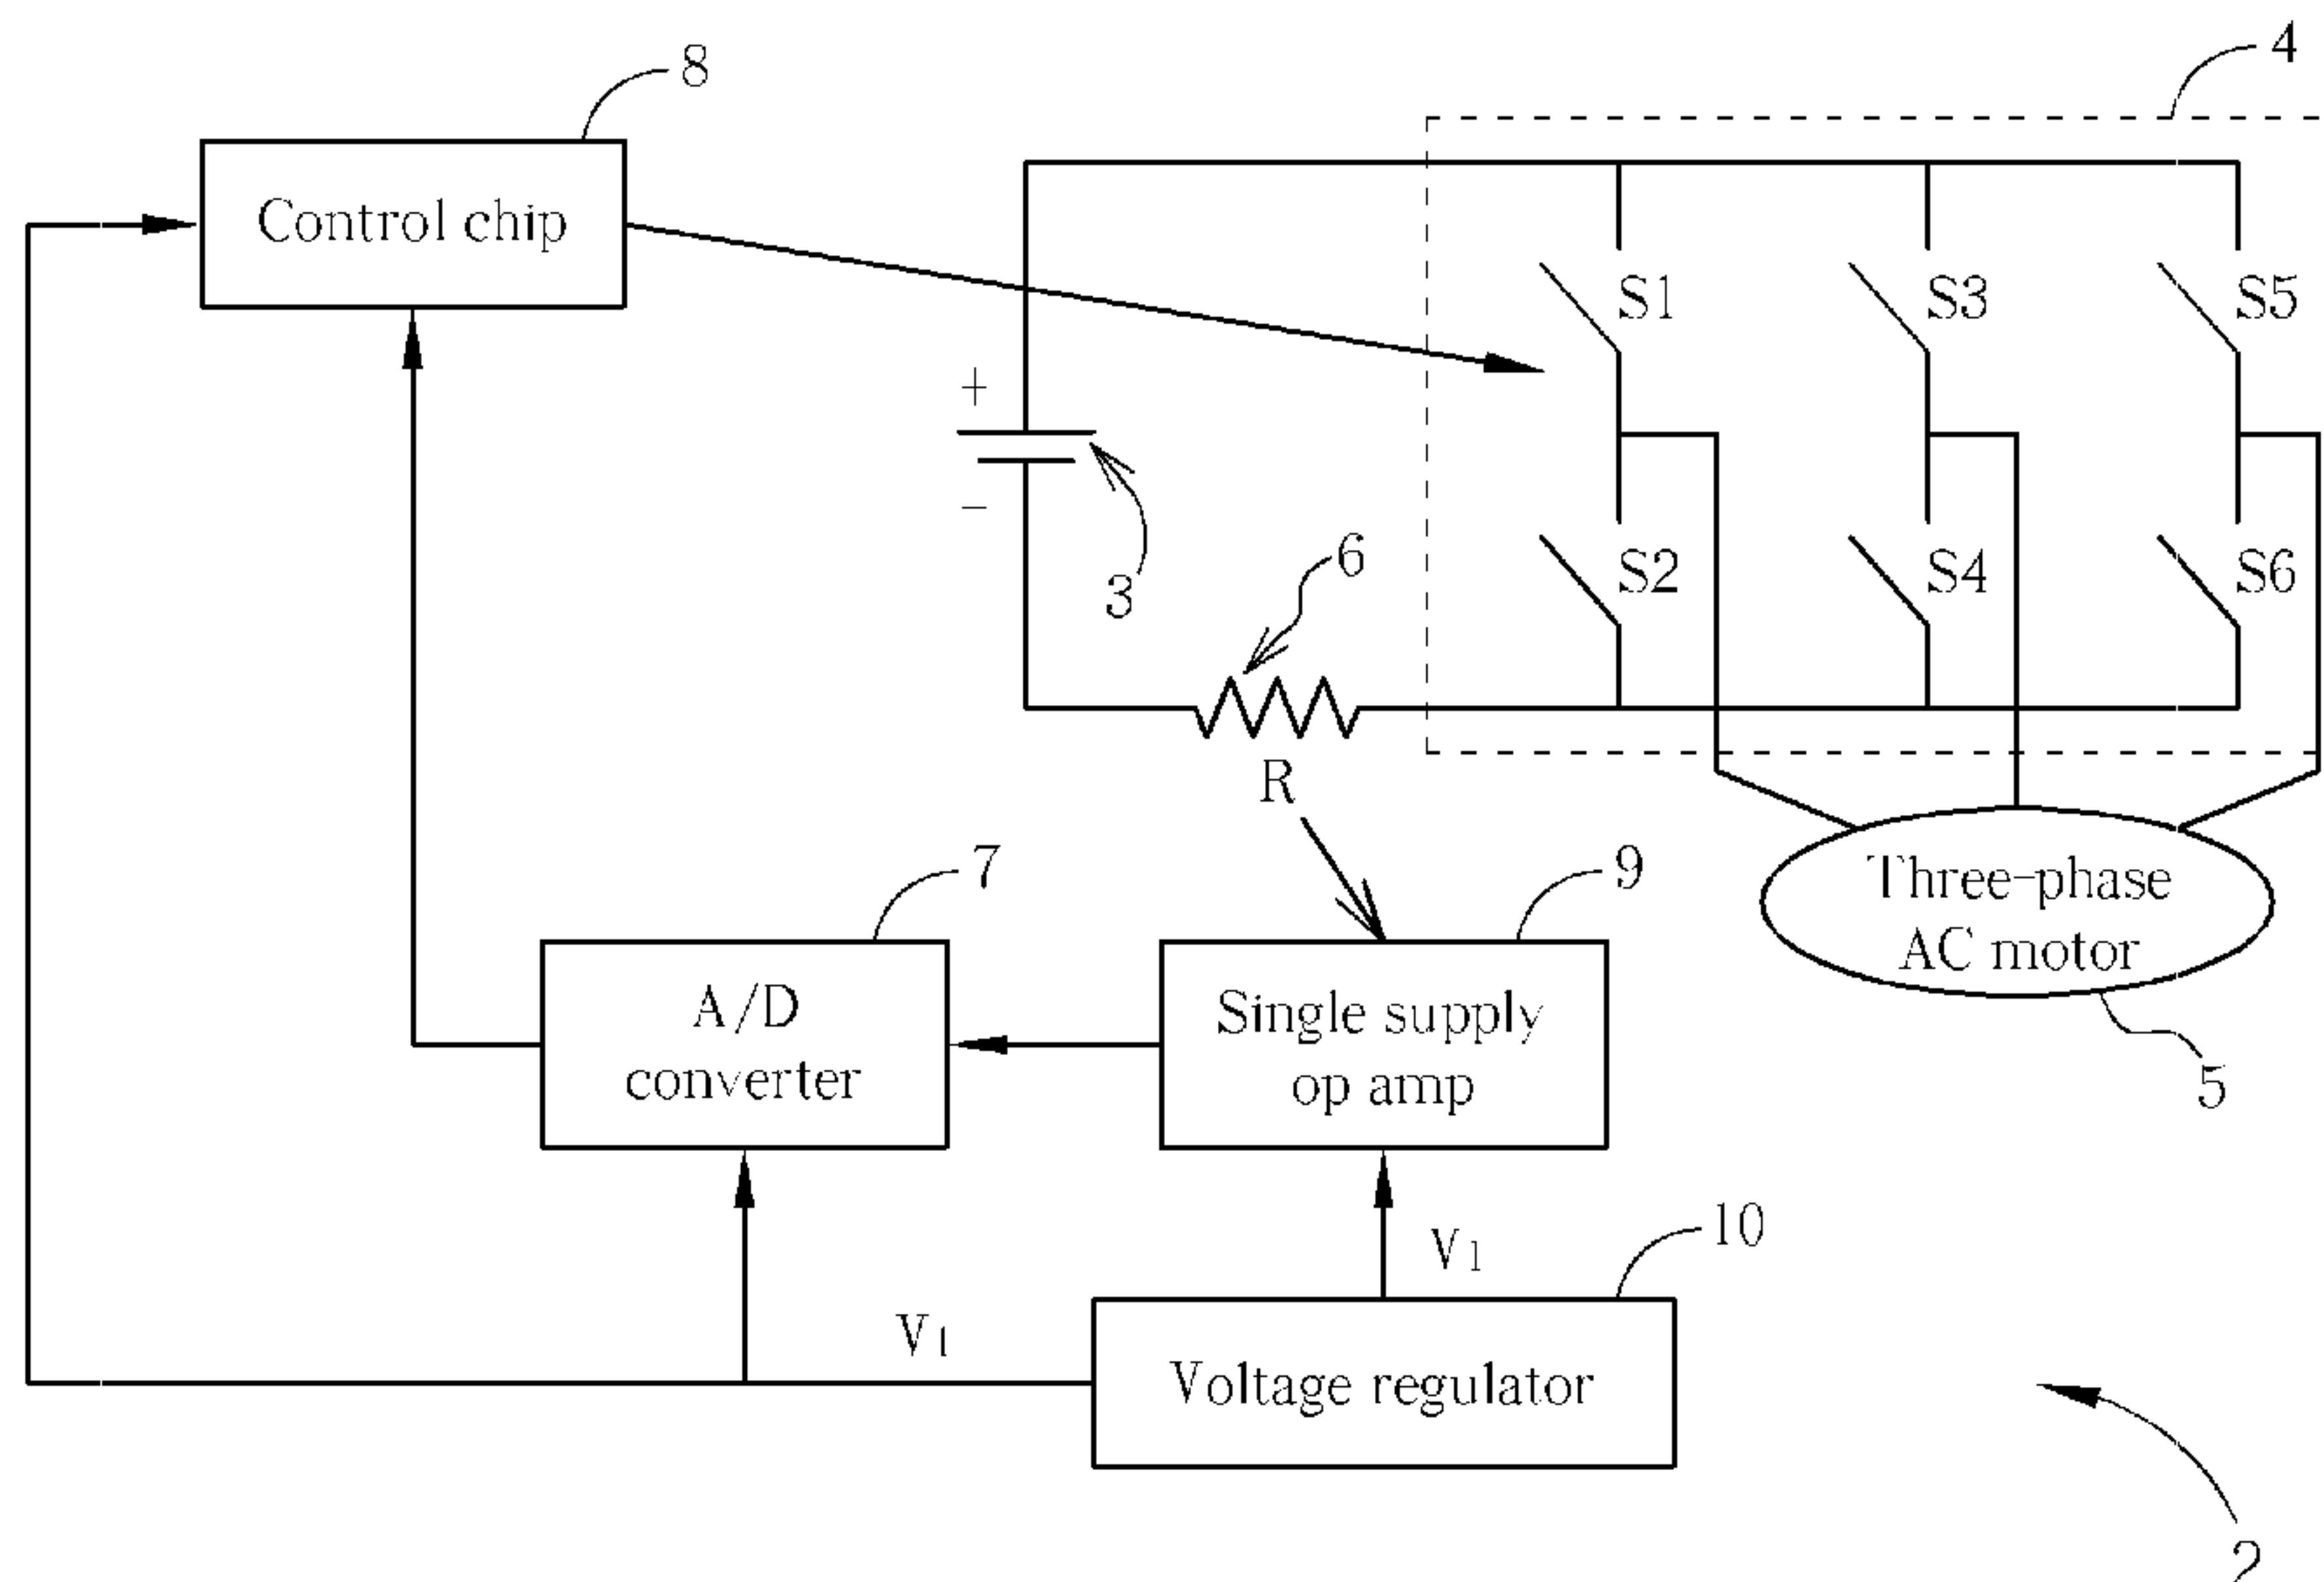 8
4
Control chip
S1
S3
S5
+
-
3
6
S2
S4
S6
R
7
9
Three-phase
AC motor
5
A/D
converter
Single supply
op amp
10
V1
V1
Voltage regulator
2